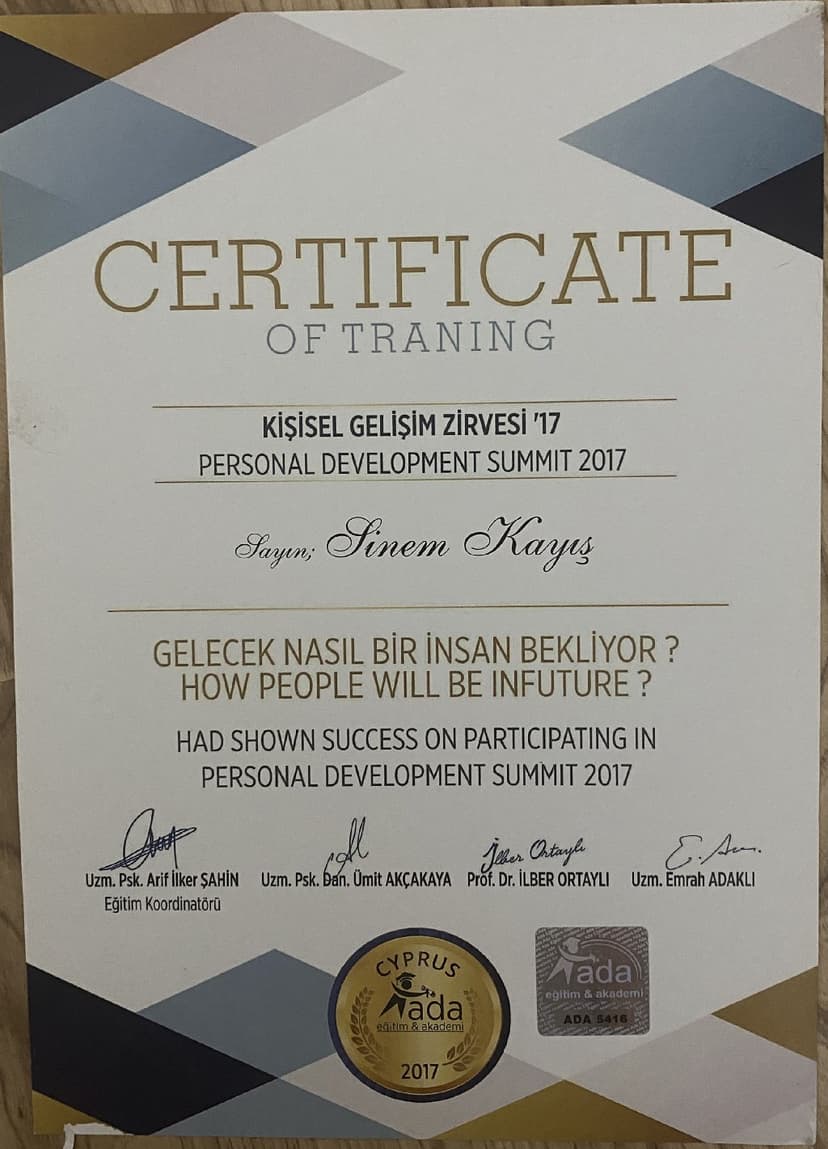 CERTIFICATE
OF TRANING
KİŞİSEL GELİŞİM ZİRVESİ '17
PERSONAL DEVELOPMENT SUMMIT 2017
Sayın; Sinem Kayış
GELECEK NASIL BİR İNSAN BEKLİYOR ?
HOW PEOPLE WILL BE INFUTURE ?
HAD SHOWN SUCCESS ON PARTICIPATING IN
PERSONAL DEVELOPMENT SUMMIT 2017
İlber Ortaylı
Uzm. Psk. Arif İlker ŞAHİN Uzm. Psk. Dan. Ümit AKÇAKAYA Prof. Dr. İLBER ORTAYLI Uzm. Emrah ADAKLI
Eğitim Koordinatörü
CYPRUS
ada
eğitim & akademi
2017
ada
eğitim & akademi
ADA 5416